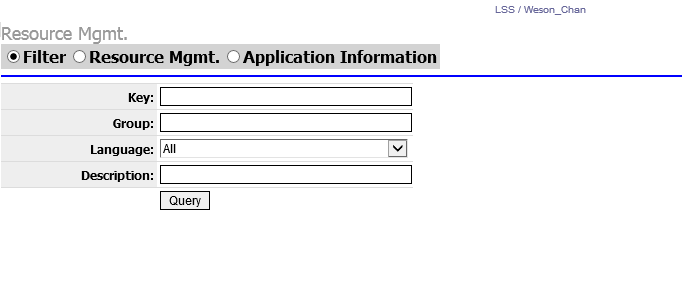 LSS / Weson_Chan
Resource Mgmt.
Filter Resource Mgmt. Application Information
Key:
Group:
Language: All
Description:
Query